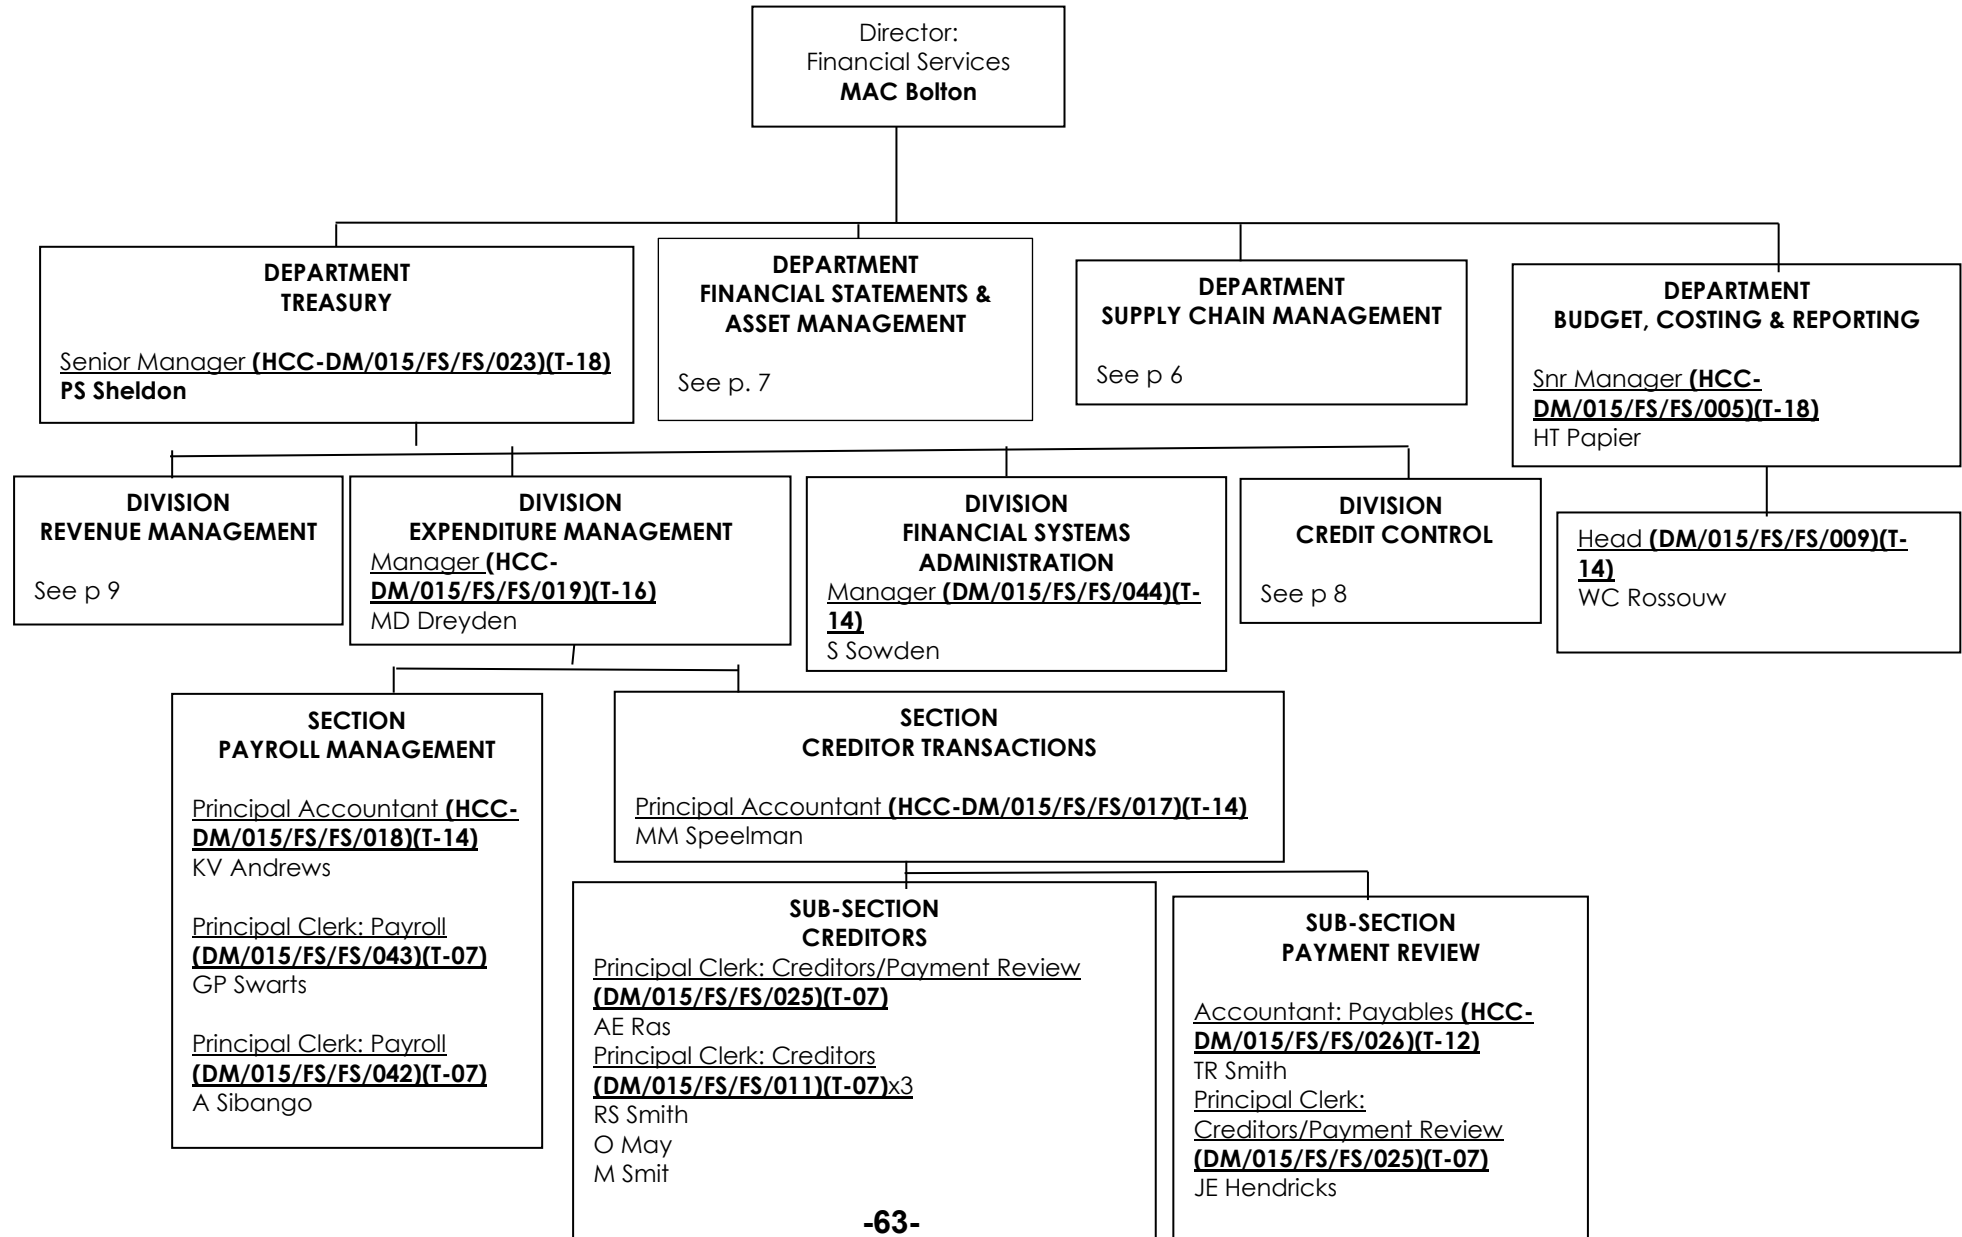 Director:
Financial Services
MAC Bolton
DEPARTMENT
TREASURY
Senior Manager (HCC-DM/015/FS/FS/023)(T-18)
PS Sheldon
DEPARTMENT
FINANCIAL STATEMENTS &
ASSET MANAGEMENT
See p. 7
DEPARTMENT
SUPPLY CHAIN MANAGEMENT
See p 6
DEPARTMENT
BUDGET, COSTING & REPORTING
Snr Manager (HCC-
DM/015/FS/FS/005)(T-18)
HT Papier
DIVISION
REVENUE MANAGEMENT
See p 9
DIVISION
EXPENDITURE MANAGEMENT
Manager (HCC-
DM/015/FS/FS/019)(T-16)
MD Dreyden
DIVISION
FINANCIAL SYSTEMS
ADMINISTRATION
Manager (DM/015/FS/FS/044)(T-
14)
S Sowden
DIVISION
CREDIT CONTROL
See p 8
Head (DM/015/FS/FS/009)(T-
14)
WC Rossouw
SECTION
PAYROLL MANAGEMENT
Principal Accountant (HCC-
DM/015/FS/FS/018)(T-14)
KV Andrews
Principal Clerk: Payroll
(DM/015/FS/FS/043)(T-07)
GP Swarts
Principal Clerk: Payroll
(DM/015/FS/FS/042)(T-07)
A Sibango
SECTION
CREDITOR TRANSACTIONS
Principal Accountant (HCC-DM/015/FS/FS/017)(T-14)
MM Speelman
SUB-SECTION
CREDITORS
Principal Clerk: Creditors/Payment Review
(DM/015/FS/FS/025)(T-07)
AE Ras
Principal Clerk: Creditors
(DM/015/FS/FS/011)(T-07)x3
RS Smith
O May
M Smit
SUB-SECTION
PAYMENT REVIEW
Accountant: Payables (HCC-
DM/015/FS/FS/026)(T-12)
TR Smith
Principal Clerk:
Creditors/Payment Review
(DM/015/FS/FS/025)(T-07)
JE Hendricks
-63-